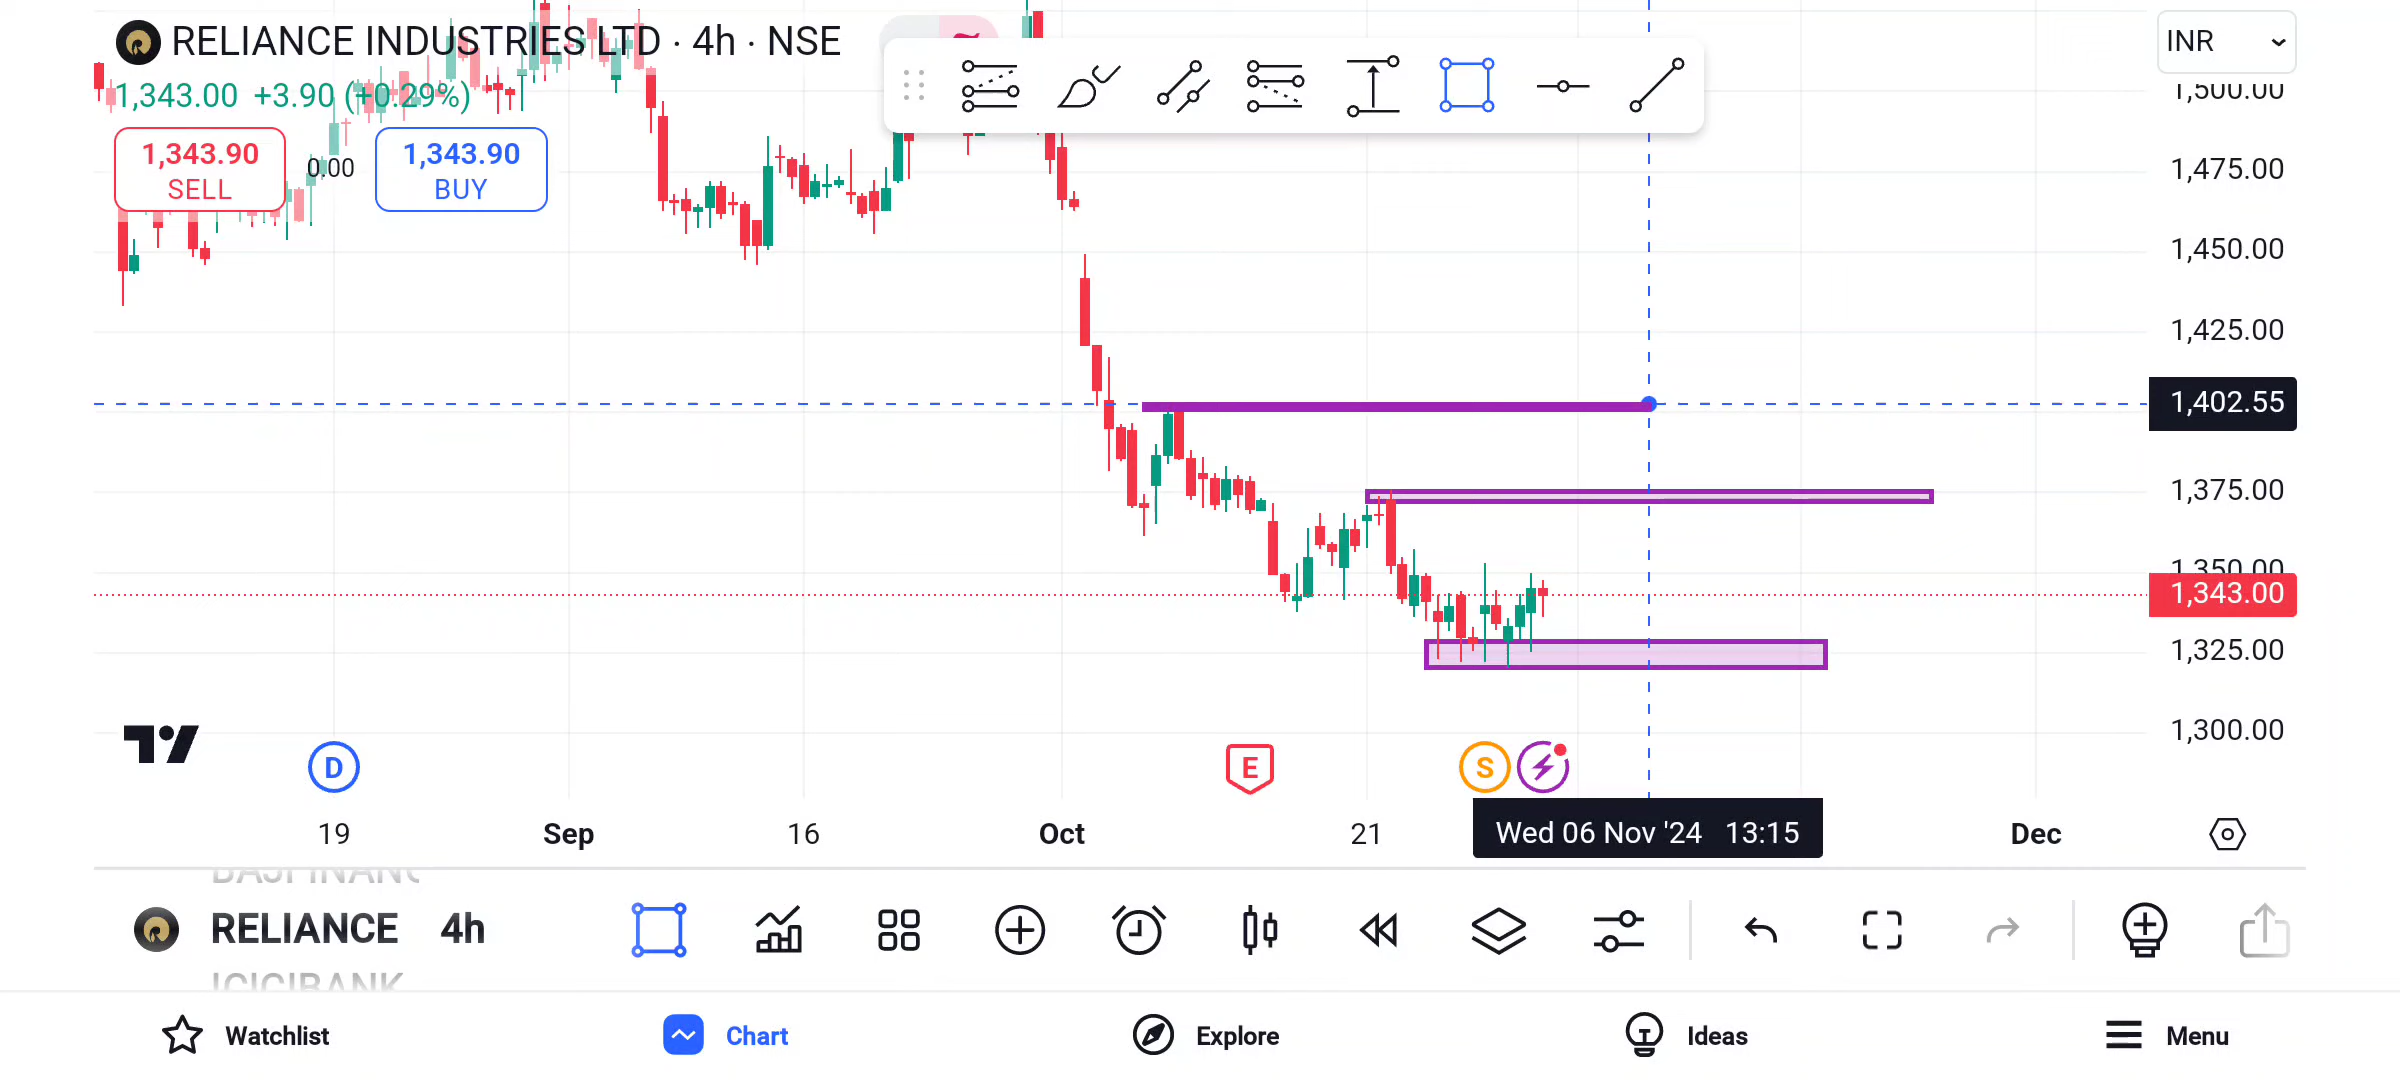 RELIANCE INDUSTRIES LTD · 4h · NSE
INR
1,343.00 +3.90 (+0.29%)
1,500.00
1,343.90
SELL
0.00
1,343.90
BUY
1,475.00
1,450.00
1,425.00
1,402.55
1,375.00
1,350.00
1,343.00
1,325.00
1,300.00
D
E
S
19
Sep
16
Oct
21
Wed 06 Nov '24 13:15
Dec
RELIANCE 4h
ICICIBANK
Watchlist
Chart
Explore
Ideas
Menu